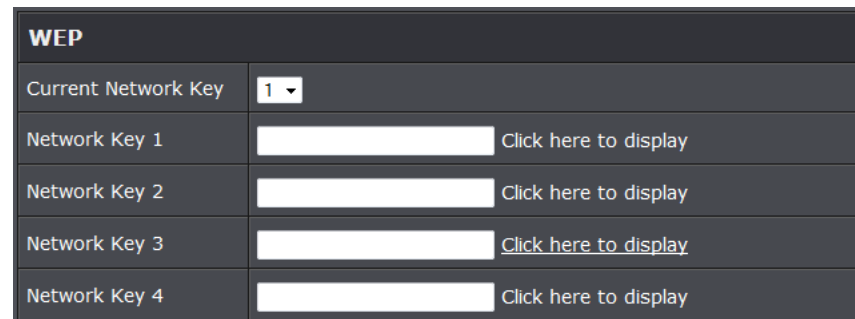 WEP
Current Network Key 1
Network Key 1 Click here to display
Network Key 2 Click here to display
Network Key 3 Click here to display
Network Key 4 Click here to display